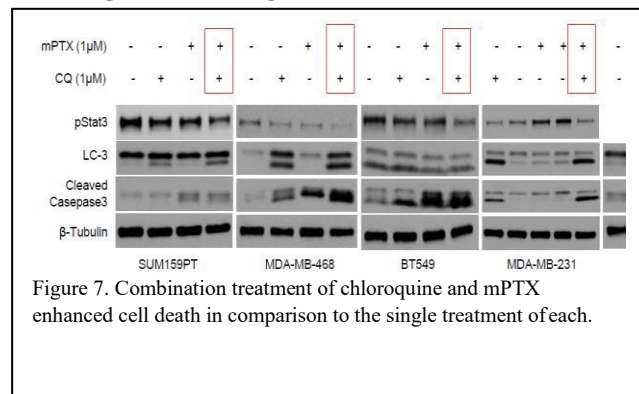 mPTX (1µM) - - + + - - + + - - + + - - + + + -
CQ (1µM) - + - + - + - + - + - + + - - - + -
pStat3
LC-3
Cleaved
Casepase3
β-Tubulin
SUM159PT MDA-MB-468 BT549 MDA-MB-231
Figure 7. Combination treatment of chloroquine and mPTX
enhanced cell death in comparison to the single treatment of each.